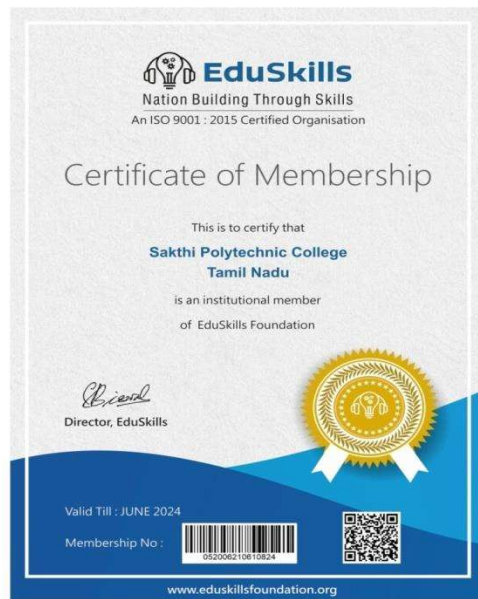 EduSkills
Nation Building Through Skills
An ISO 9001 : 2015 Certified Organisation
Certificate of Membership
This is to certify that
Sakthi Polytechnic College
Tamil Nadu
is an institutional member
of EduSkills Foundation
Director, EduSkills
Valid Till : JUNE 2024
Membership No :
052006210610824
www.eduskillsfoundation.org